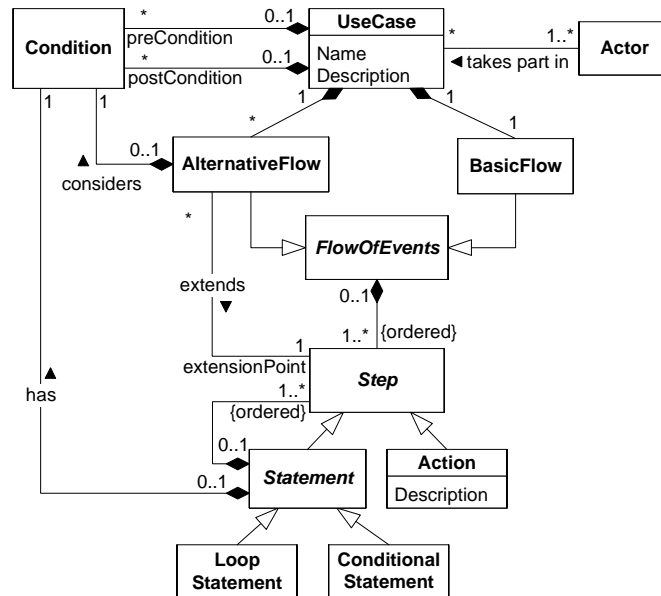 * 0..1 UseCase
Condition preCondition Name * 1..* Actor
* 0..1 Description
postCondition ◄ takes part in
1 1 1 1
* 1
0..1 AlternativeFlow BasicFlow
▲
considers
*
FlowOfEvents
extends 0..1
▼
1..* {ordered}
1
extensionPoint
▲ 1..* Step
has {ordered}
0..1 Action
0..1 Statement Description
Loop Conditional
Statement Statement